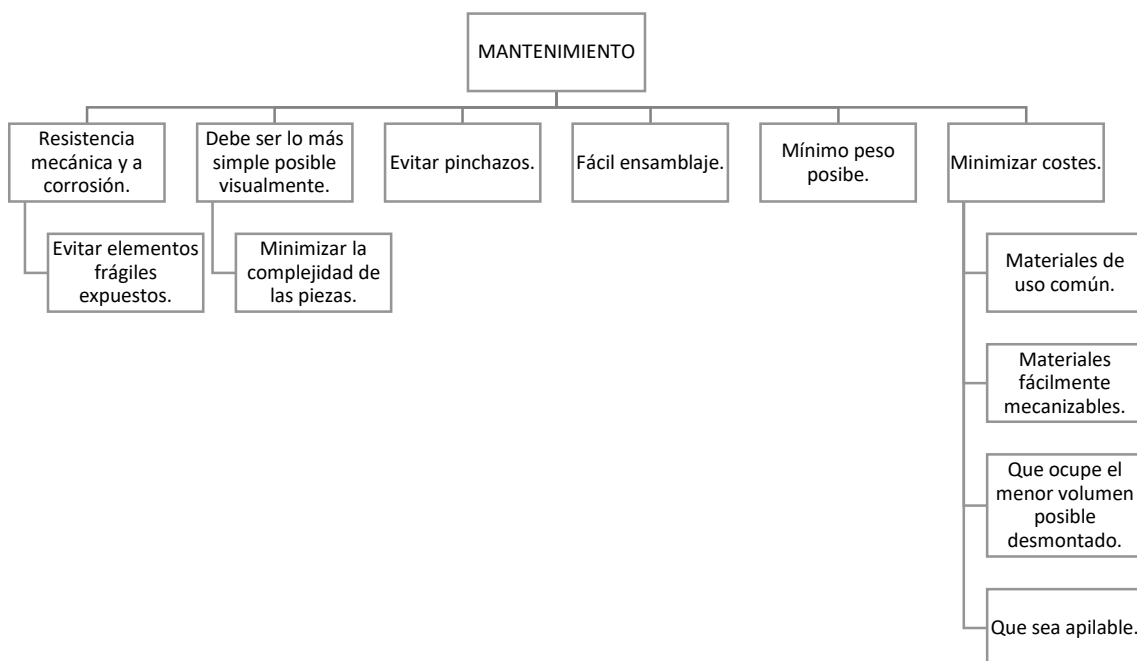 MANTENIMIENTO
Resistencia
mecánica y a
corrosión.
Debe ser lo más
simple posible
visualmente.
Evitar pinchazos.
Fácil ensamblaje.
Mínimo peso
posibe.
Minimizar costes.
Evitar elementos
frágiles
expuestos.
Minimizar la
complejidad de
las piezas.
Materiales de
uso común.
Materiales
fácilmente
mecanizables.
Que ocupe el
menor volumen
posible
desmontado.
Que sea apilable.